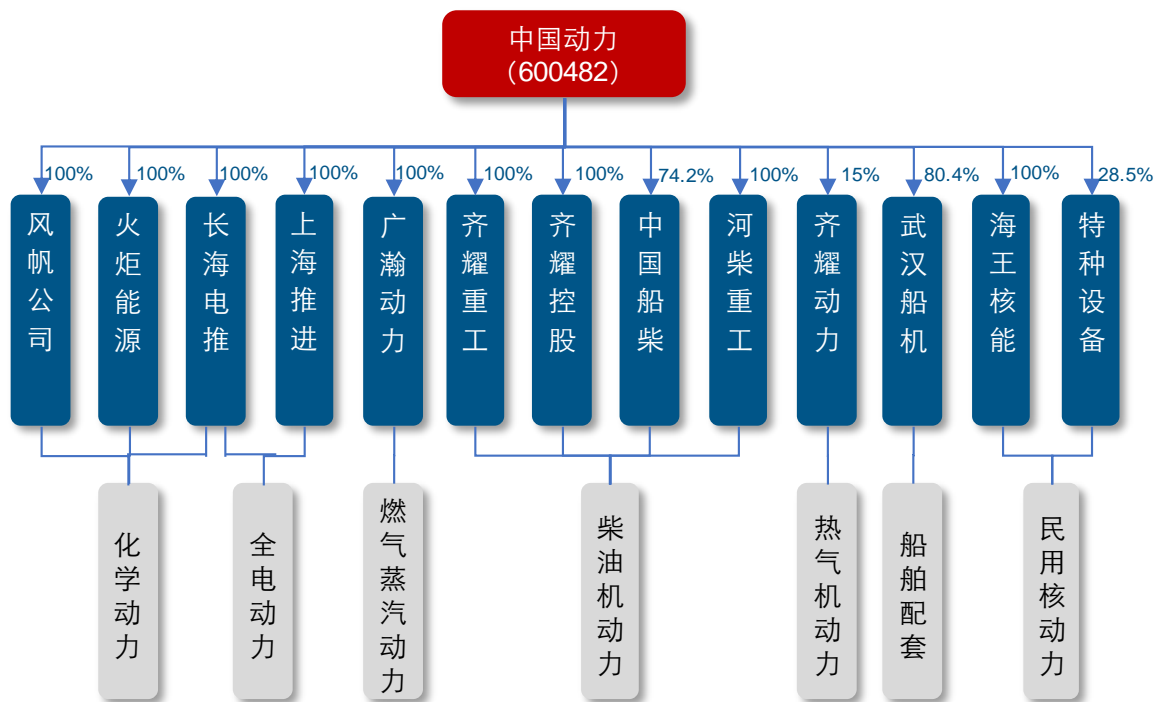 中国动力
（600482）
100%
100%
100%
100%
100%
100%
100%
74.2%
100%
15%
80.4%
100%
28.5%
风帆公司
火炬能源
长海电推
上海推进
广瀚动力
齐耀重工
齐耀控股
中国船柴
河柴重工
齐耀动力
武汉船机
海王核能
特种设备
化学动力
全电动力
燃气蒸汽动力
柴油机动力
热气机动力
船舶配套
民用核动力